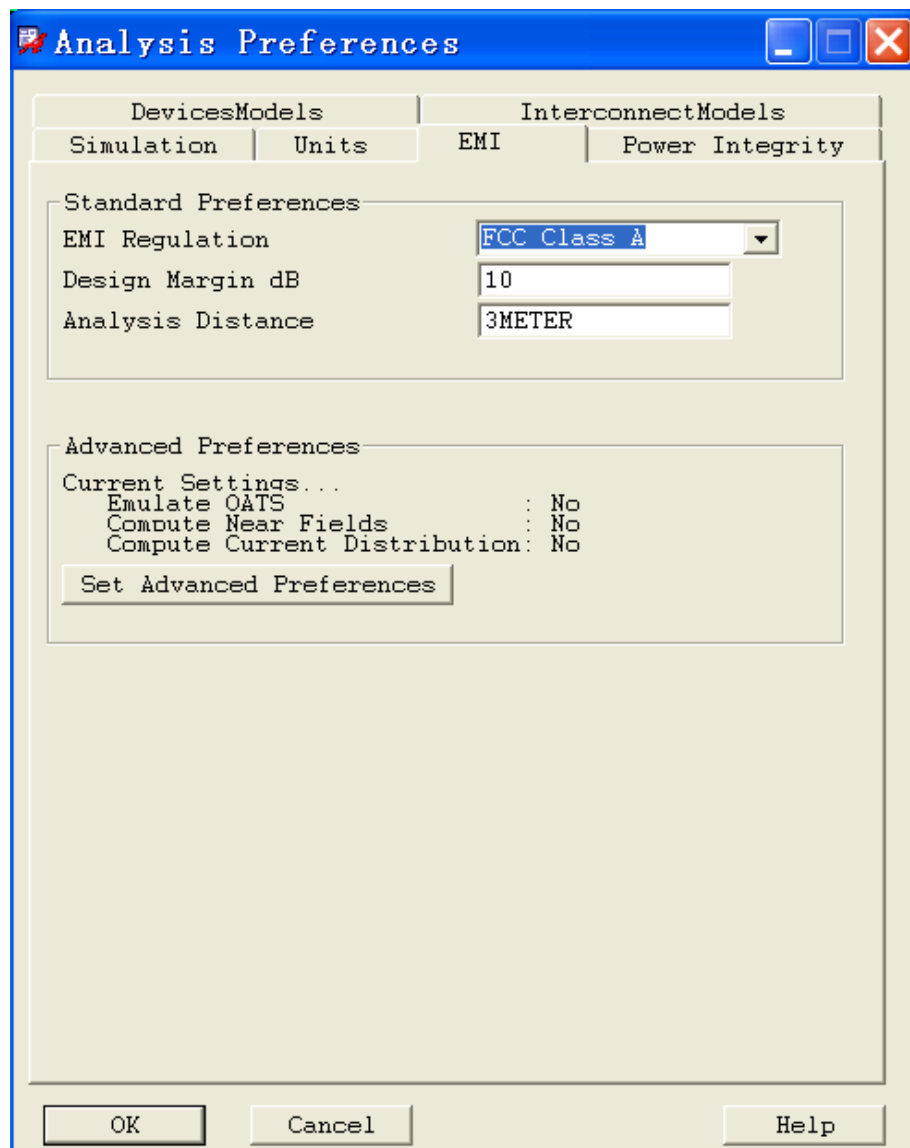 Analysis Preferences
DevicesModels InterconnectModels
Simulation Units EMI Power Integrity
Standard Preferences
EMI Regulation FCC Class A
Design Margin dB 10
Analysis Distance 3METER
Advanced Preferences
Current Settings...
Emulate OATS : No
Compute Near Fields : No
Compute Current Distribution: No
Set Advanced Preferences
OK Cancel Help